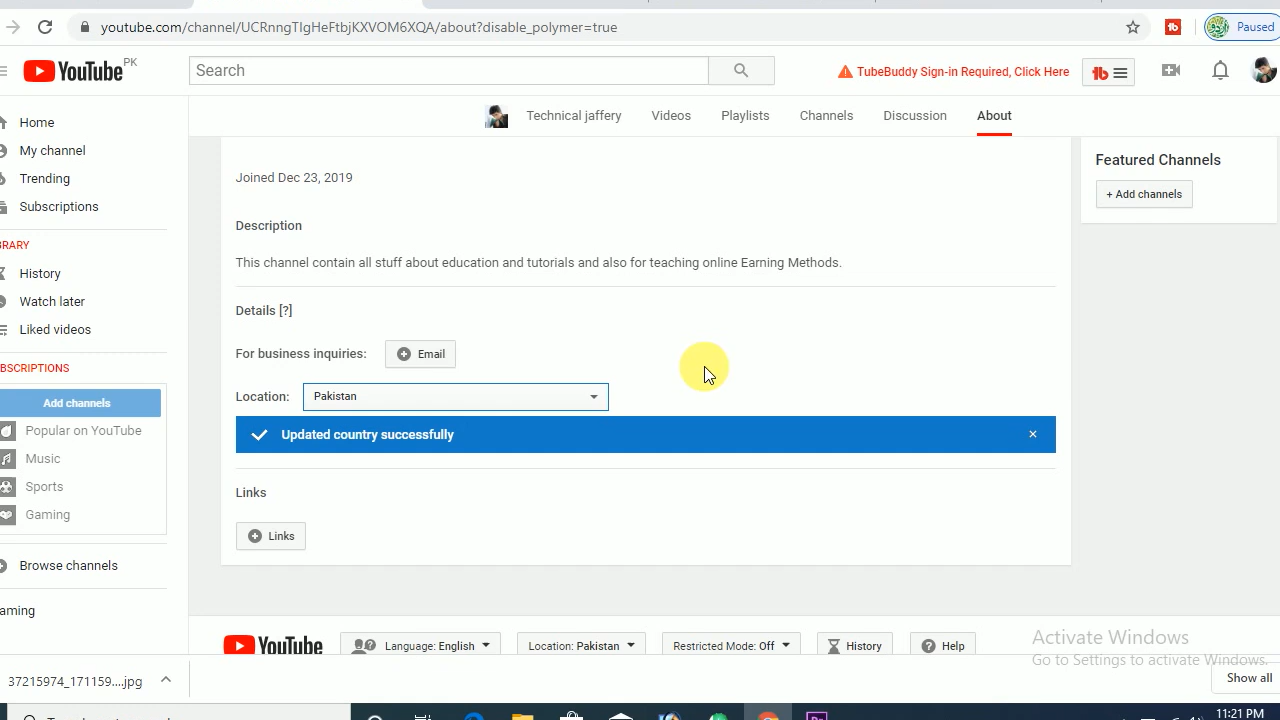 youtube.com/channel/UCRnngTlgHeFtbjKXVOM6XQA/about?disable_polymer=true
Paused
YouTube PK
Search
TubeBuddy Sign-in Required, Click Here
tb
Technical jaffery
Videos
Playlists
Channels
Discussion
About
Home
My channel
Trending
Subscriptions
BRARY
History
Watch later
Liked videos
BSCRIPTIONS
Add channels
Popular on YouTube
Music
Sports
Gaming
Browse channels
aming
Joined Dec 23, 2019
Description
This channel contain all stuff about education and tutorials and also for teaching online Earning Methods.
Details [?]
For business inquiries:
Email
Location:
Pakistan
Updated country successfully
×
Links
Links
Featured Channels
+ Add channels
YouTube
Language: English
Location: Pakistan
Restricted Mode: Off
History
Help
Activate Windows
Go to Settings to activate Windows.
37215974_171159....jpg
Show all
11:21 PM